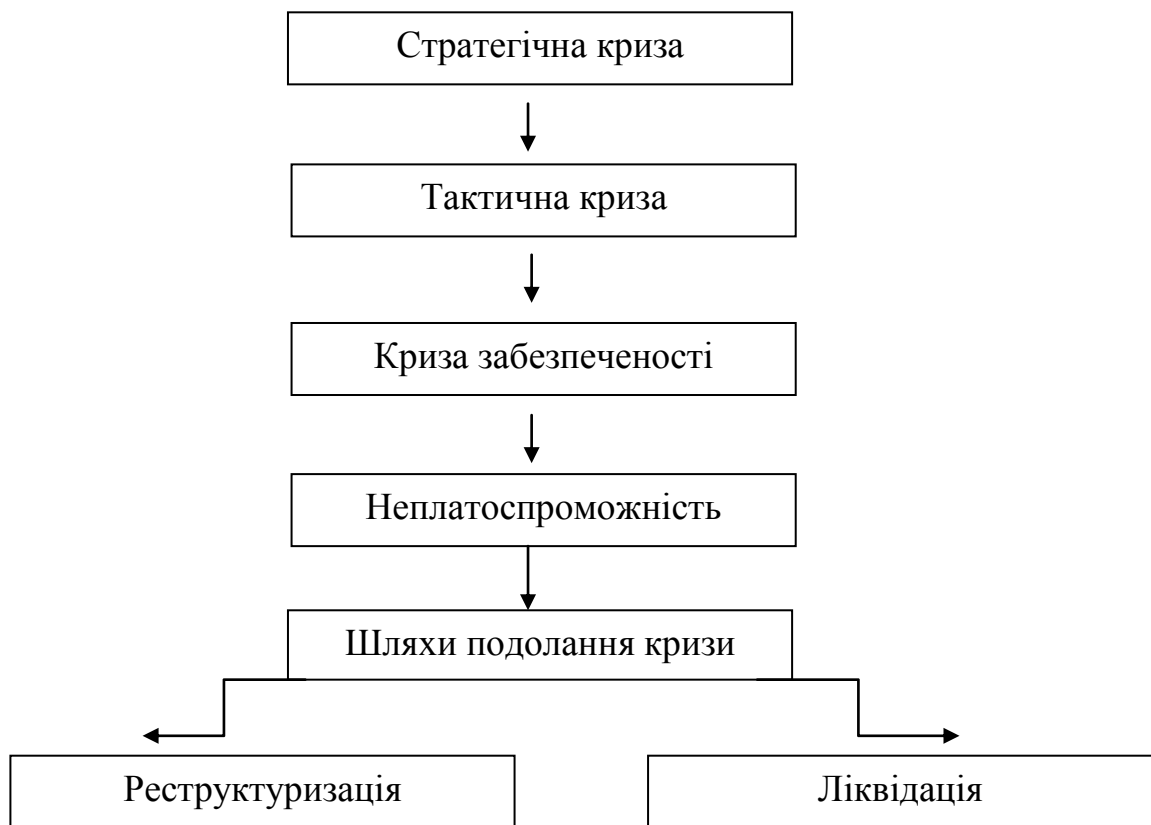 Стратегічна криза
Тактична криза
Криза забезпеченості
Неплатоспроможність
Шляхи подолання кризи
Реструктуризація
Ліквідація